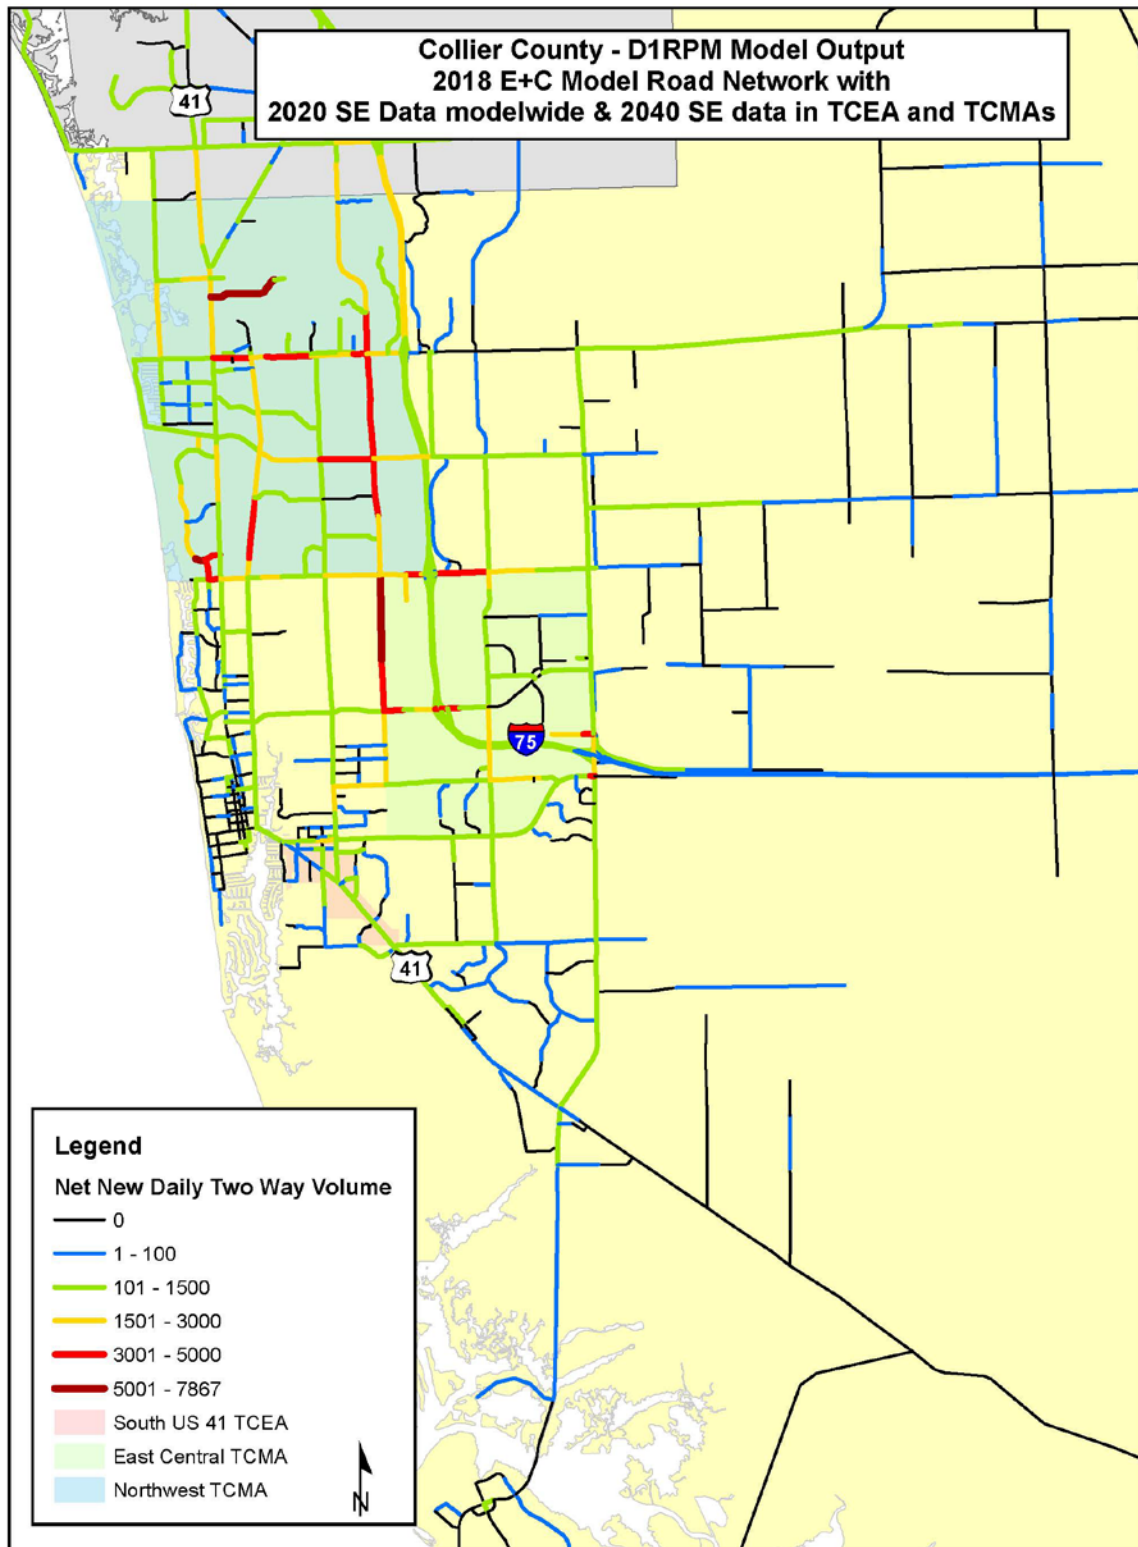 Collier County - D1RPM Model Output
2018 E+C Model Road Network with
2020 SE Data modelwide & 2040 SE data in TCEA and TCMAs
41
75
41
Legend
Net New Daily Two Way Volume
0
1 - 100
101 - 1500
1501 - 3000
3001 - 5000
5001 - 7867
South US 41 TCEA
East Central TCMA
Northwest TCMA
N